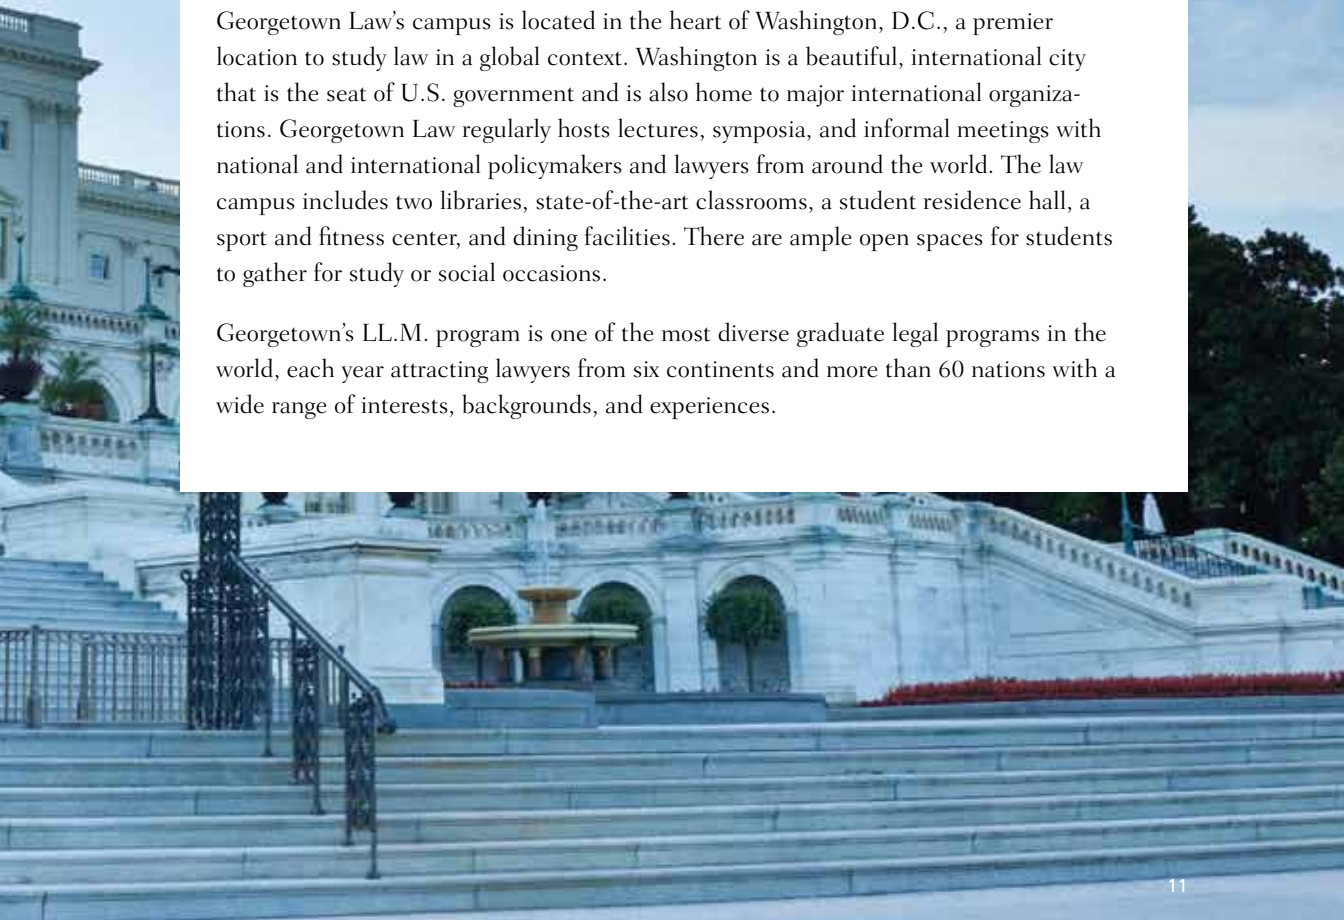 Georgetown Law’s campus is located in the heart of Washington, D.C., a premier
location to study law in a global context. Washington is a beautiful, international city
that is the seat of U.S. government and is also home to major international organiza-
tions. Georgetown Law regularly hosts lectures, symposia, and informal meetings with
national and international policymakers and lawyers from around the world. The law
campus includes two libraries, state-of-the-art classrooms, a student residence hall, a
sport and fitness center, and dining facilities. There are ample open spaces for students
to gather for study or social occasions.
Georgetown’s LL.M. program is one of the most diverse graduate legal programs in the
world, each year attracting lawyers from six continents and more than 60 nations with a
wide range of interests, backgrounds, and experiences.
11